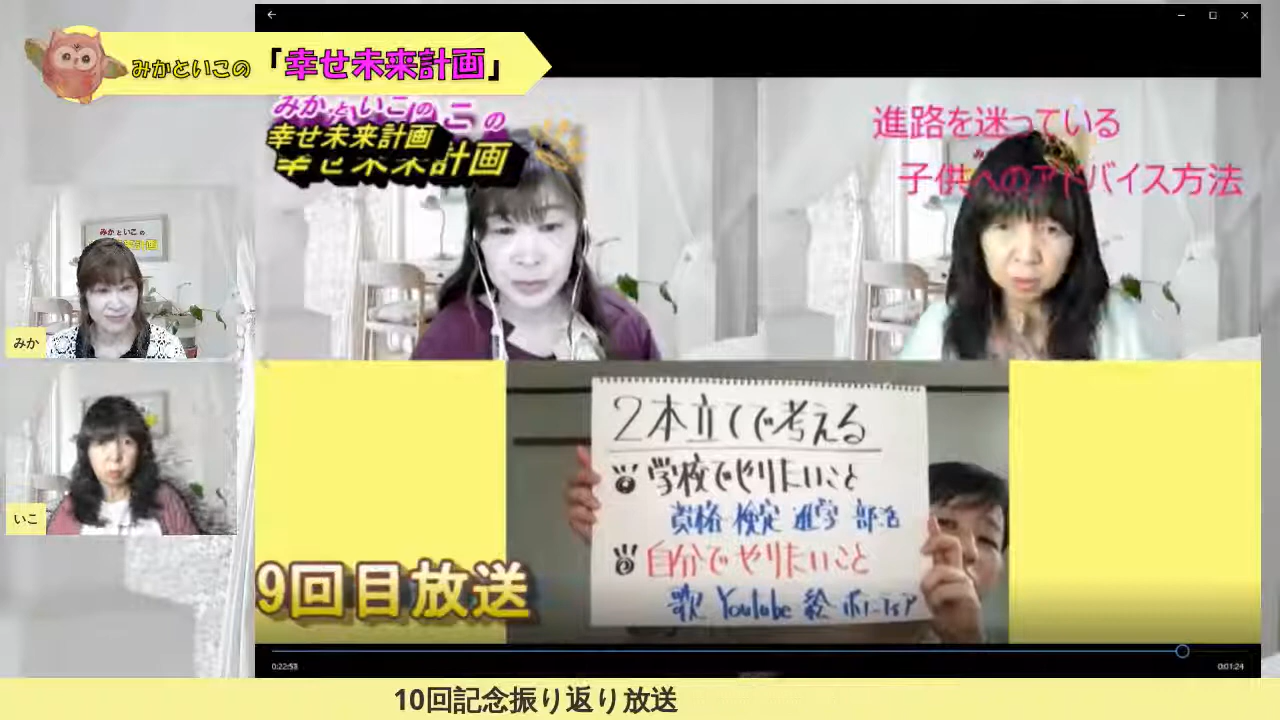 みかといこの「幸せ未来計画」
みかといこの
幸せ未来計画
幸せ未来計画
進路を迷っている
子供へのアドバイス方法
みかといこの
みか
いこ
2本立てで考える
学校でやりたいこと
資格 検定 進学 部活
自分でやりたいこと
歌 Youtube 絵 ボランティア
9回目放送
0:22:53
0:01:24
10回記念振り返り放送